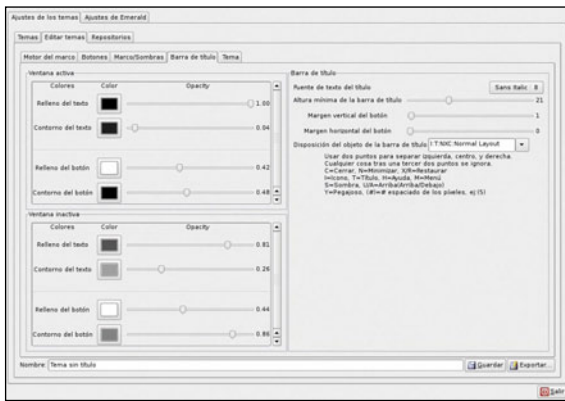 Ajustes de los temas Ajustes de Emerald
Temas Editar temas Repositorios
Motor del marco Botones Marco/Sombras Barra de título Tema
Ventana activa
Colores Color Opacity
Relleno del texto 1.00
Contorno del texto 0.04
Relleno del botón 0.42
Contorno del botón 0.48
Ventana inactiva
Colores Color Opacity
Relleno del texto 0.81
Contorno del texto 0.26
Relleno del botón 0.44
Contorno del botón 0.86
Barra de título
Fuente de texto del título Sans Italic 8
Altura mínima de la barra de título 21
Margen vertical del botón 1
Margen horizontal del botón 0
Disposición del objeto de la barra de título I:T:NXC:Normal Layout
Usar dos puntos para separar izquierda, centro, y derecha.
Cualquier cosa tras una tercer dos puntos se ignora.
C=Cerrar, N=Minimizar, X/R=Restaurar
I=Icono, T=Título, H=Ayuda, M=Menú
S=Sombra, U/A=Arriba(Arriba/Debajo)
Y=Pegajoso, (#)=# espaciado de los píxeles, ej:(5)
Nombre: Tema sin título Guardar Exportar...
Salir